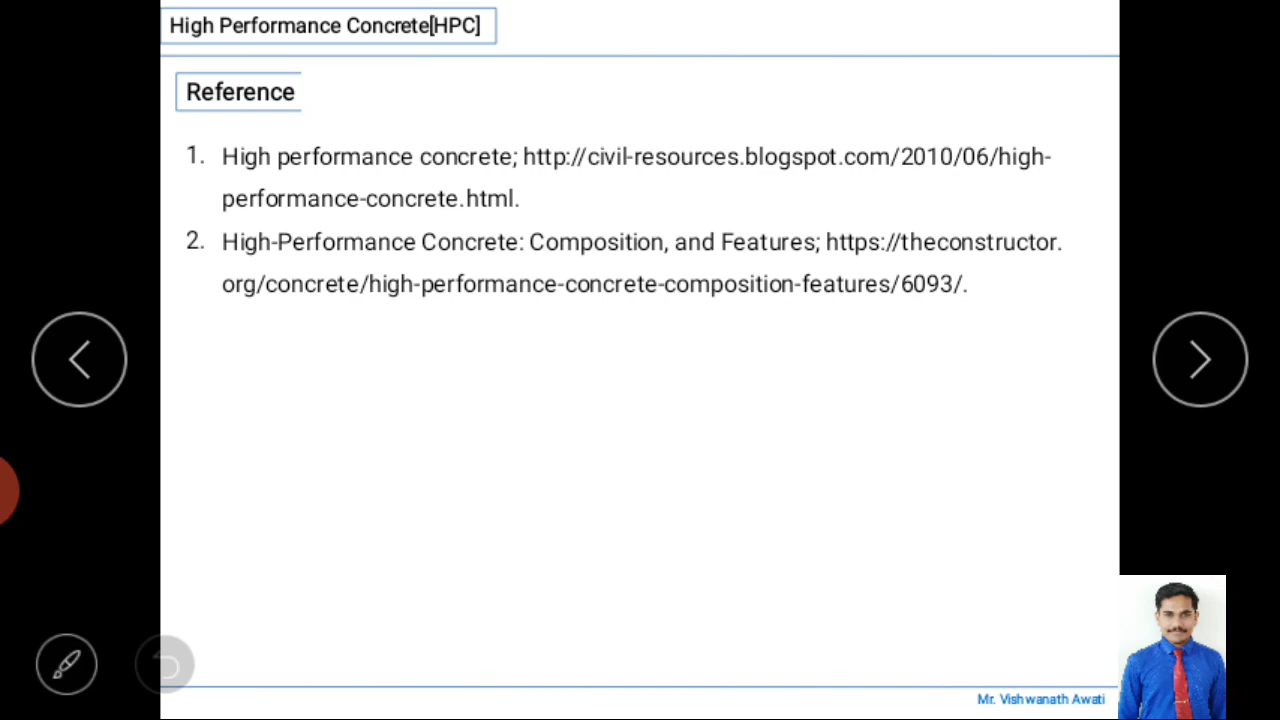 High Performance Concrete[HPC]
Reference
1. High performance concrete; http://civil-resources.blogspot.com/2010/06/high-
performance-concrete.html.
2. High-Performance Concrete: Composition, and Features; https://theconstructor.
org/concrete/high-performance-concrete-composition-features/6093/.
Mr. Vishwanath Awati